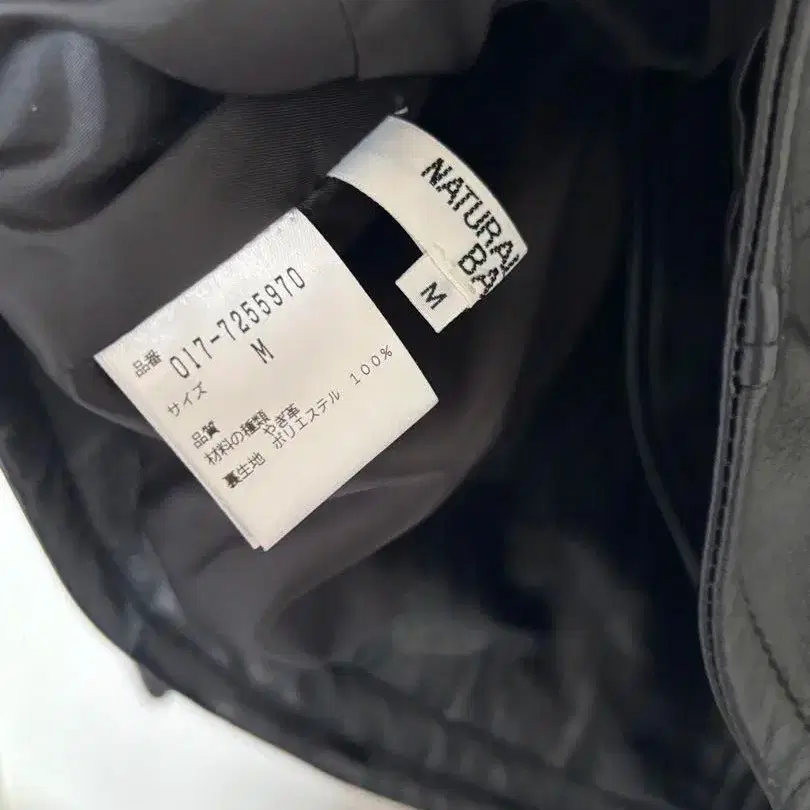 NATURAL
BA
M
品番 017-7255970
サイズ M
品質
材料の種類 やぎ革
裏生地 ポリエステル 100%